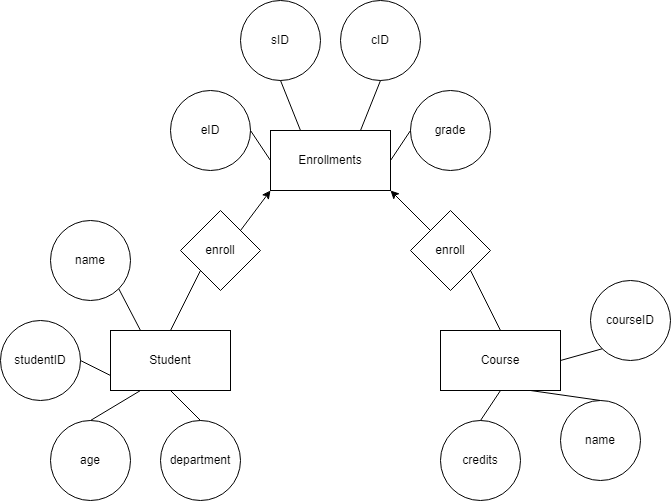 sID
cID
eID
grade
Enrollments
enroll
enroll
name
courseID
studentID
Student
Course
age
department
credits
name